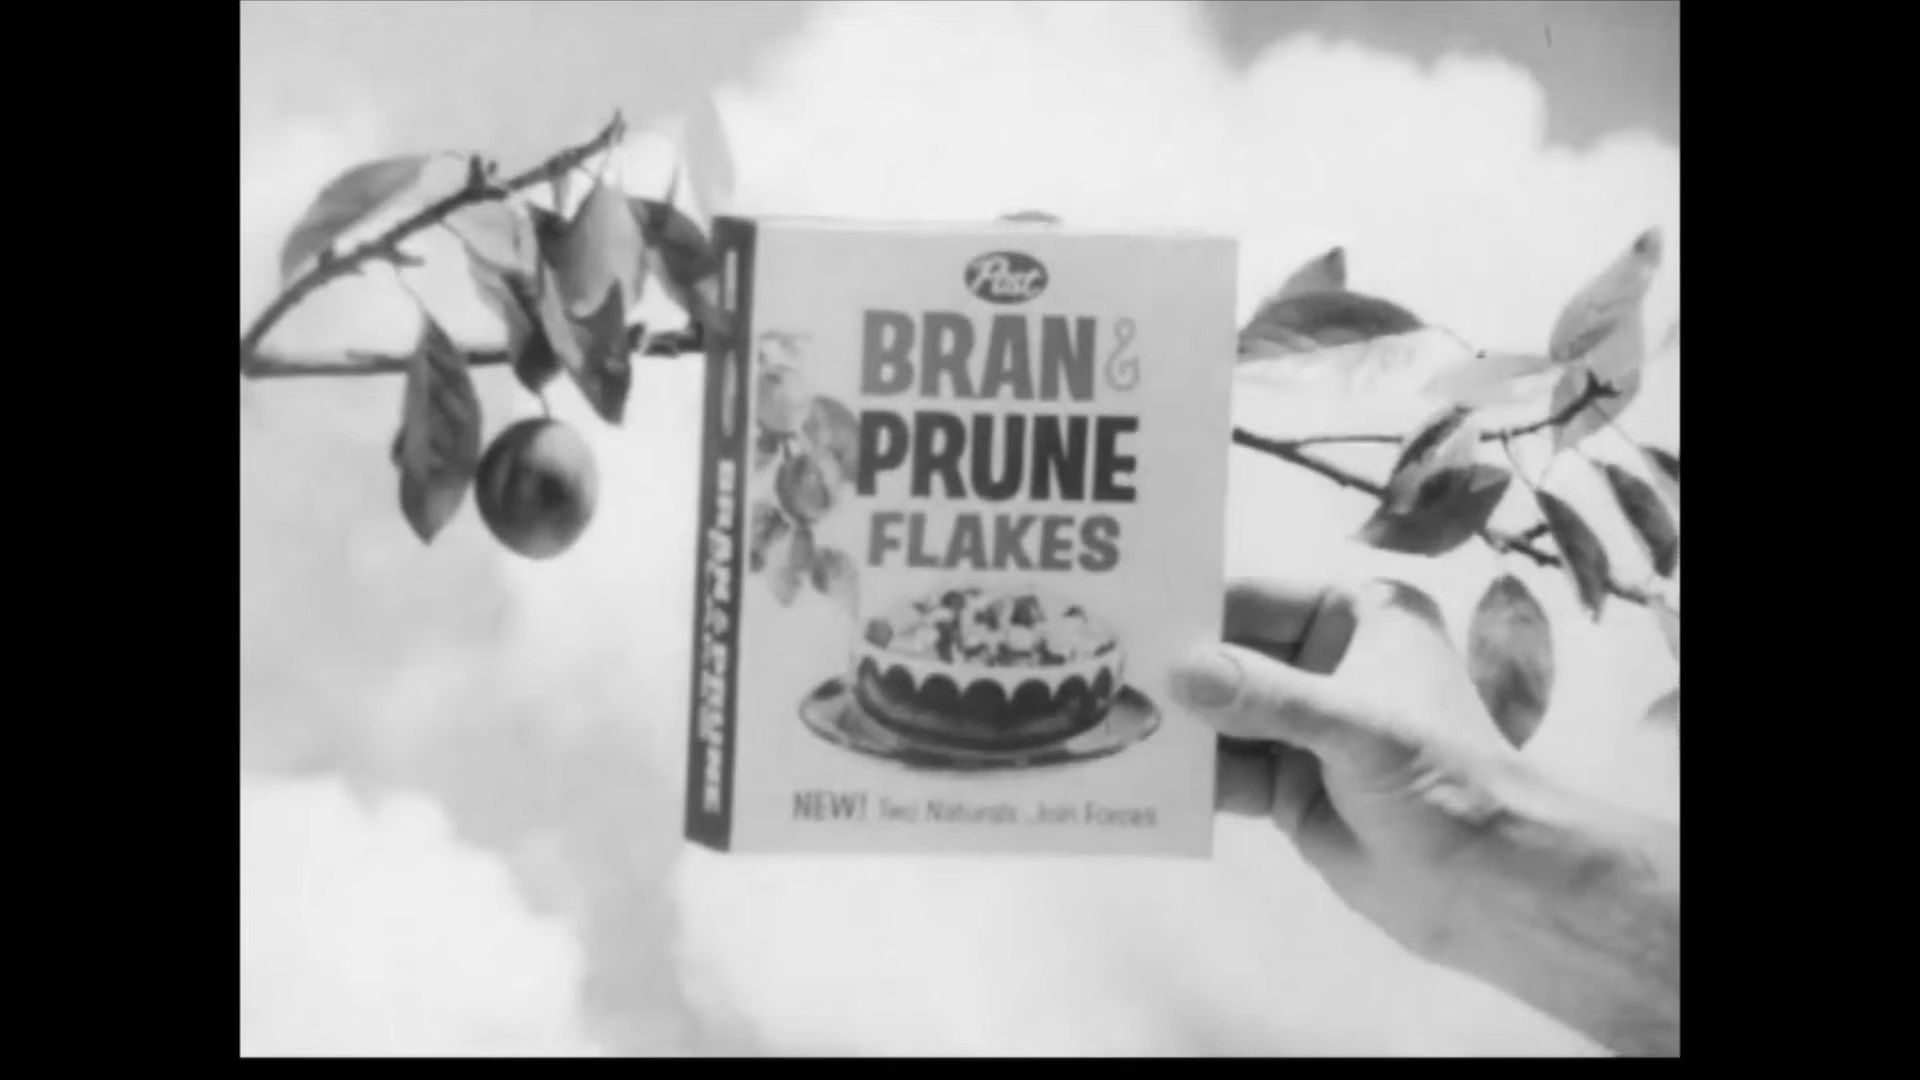 Post
BRAN &
PRUNE
FLAKES
NEW! Two Naturals Join Forces
BRAN & PRUNE